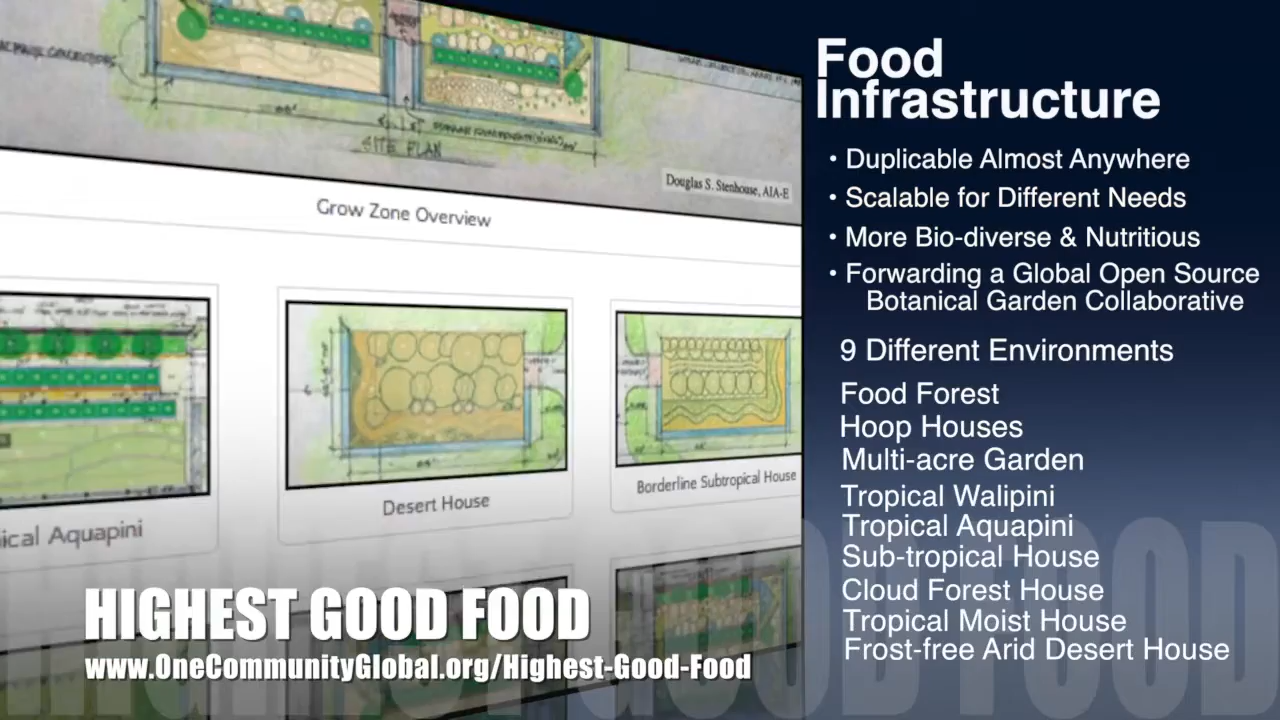 SITE PLAN
Douglas S. Stenhouse, AIA-E
Grow Zone Overview
ical Aquapini
Desert House
Borderline Subtropical House
HIGHEST GOOD FOOD
www.OneCommunityGlobal.org/Highest-Good-Food
Food
Infrastructure
• Duplicable Almost Anywhere
• Scalable for Different Needs
• More Bio-diverse & Nutritious
• Forwarding a Global Open Source
Botanical Garden Collaborative
9 Different Environments
Food Forest
Hoop Houses
Multi-acre Garden
Tropical Walipini
Tropical Aquapini
Sub-tropical House
Cloud Forest House
Tropical Moist House
Frost-free Arid Desert House
HIGHEST GOOD FOOD